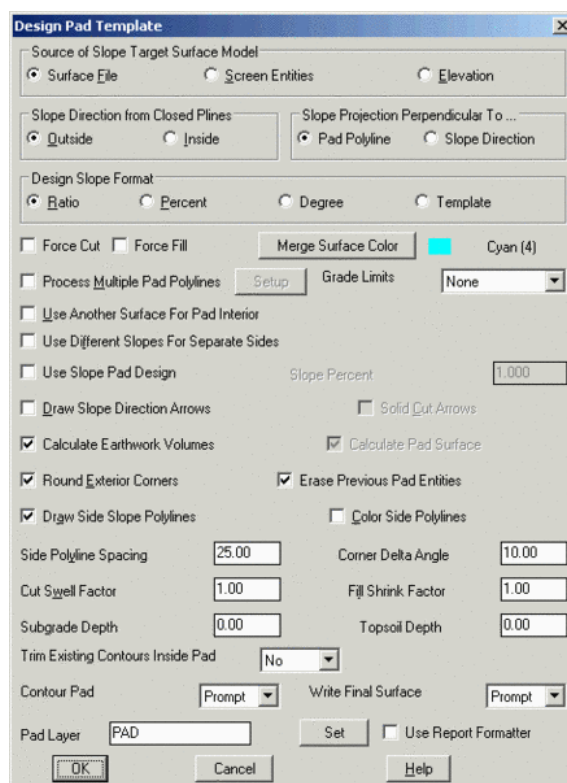 Design Pad Template
Source of Slope Target Surface Model
Surface File Screen Entities Elevation
Slope Direction from Closed Plines Slope Projection Perpendicular To ...
Outside Inside Pad Polyline Slope Direction
Design Slope Format
Ratio Percent Degree Template
Force Cut Force Fill Merge Surface Color Cyan (4)
Process Multiple Pad Polylines Setup Grade Limits None
Use Another Surface For Pad Interior
Use Different Slopes For Separate Sides
Use Slope Pad Design Slope Percent 1.000
Draw Slope Direction Arrows Solid Cut Arrows
Calculate Earthwork Volumes Calculate Pad Surface
Round Exterior Corners Erase Previous Pad Entities
Draw Side Slope Polylines Color Side Polylines
Side Polyline Spacing 25.00 Corner Delta Angle 10.00
Cut Swell Factor 1.00 Fill Shrink Factor 1.00
Subgrade Depth 0.00 Topsoil Depth 0.00
Trim Existing Contours Inside Pad No
Contour Pad Prompt Write Final Surface Prompt
Pad Layer PAD Set Use Report Formatter
OK Cancel Help